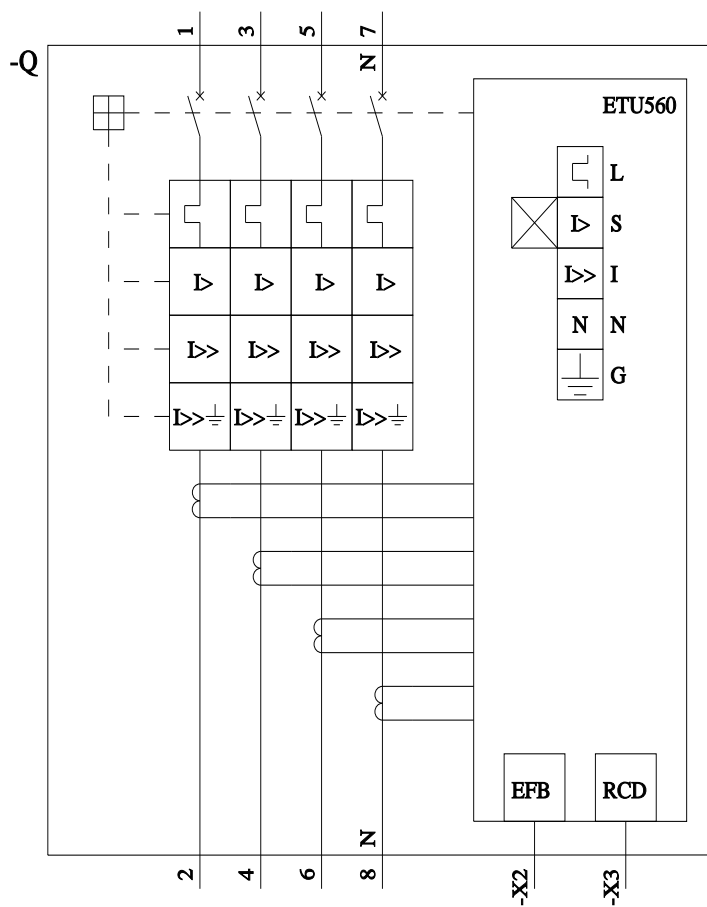 1 3 5 7
N
-Q
ETU560
L
I> S
I>> I
N N
G
I> I> I> I>
I>> I>> I>> I>>
I>> I>> I>> I>>
EFB RCD
N
2 4 6 8 -X2 -X3